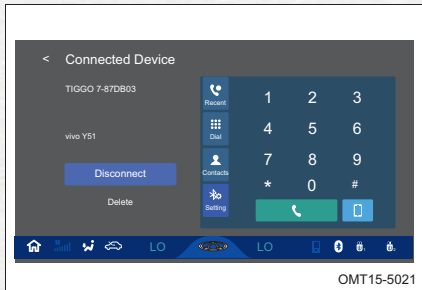 < Connected Device
TIGGO 7-87DB03
vivo Y51
Disconnect
Delete
Recent
Dial
Contacts
Setting
1 2 3
4 5 6
7 8 9
* 0 #
LO LO
OMT15-5021